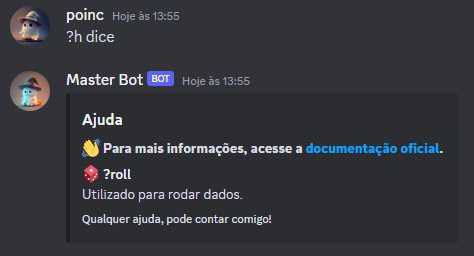 poinc Hoje às 13:55
?h dice
Master Bot BOT Hoje às 13:55
Ajuda
👋 Para mais informações, acesse a documentação oficial.
🎲 ?roll
Utilizado para rodar dados.
Qualquer ajuda, pode contar comigo!